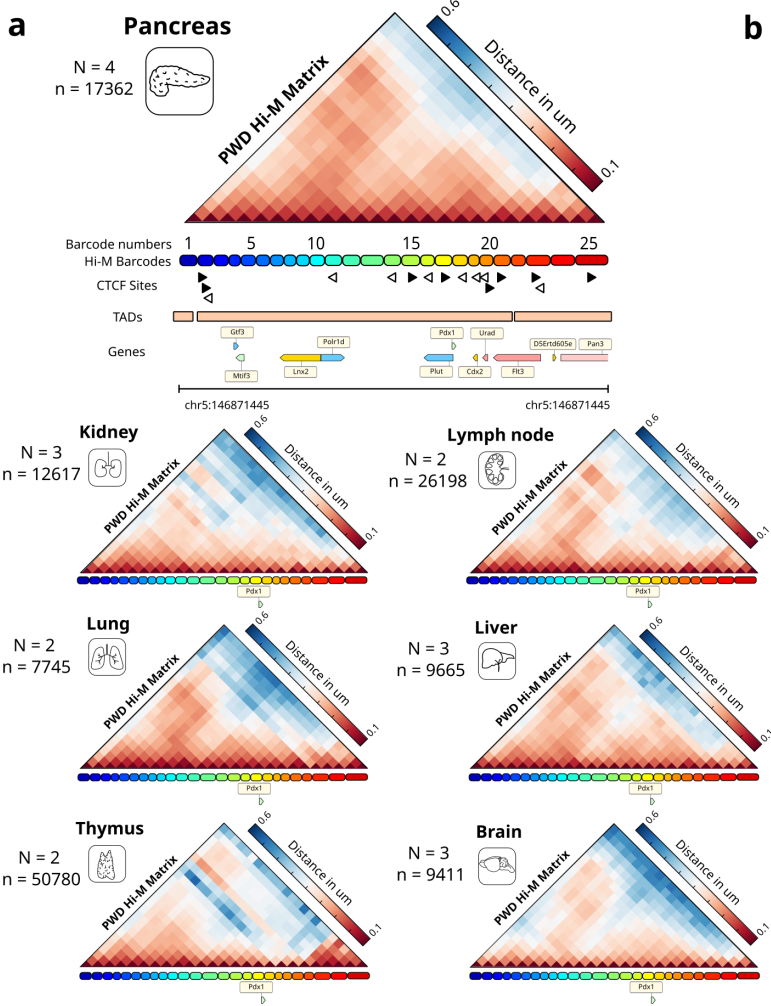 a
b
Pancreas
N = 4
n = 17362
PWD Hi-M Matrix
0.6
Distance in um
0.1
Barcode numbers 1 5 10 15 20 25
Hi-M Barcodes
CTCF Sites
TADs
Genes
Gtf3
Mtif3
Lnx2
Polr1d
Pdx1
Plut
Urad
Cdx2
Flt3
D5Ertd605e
Pan3
chr5:146871445
chr5:146871445
Kidney
N = 3
n = 12617
PWD Hi-M Matrix
0.6
Distance in um
0.1
Pdx1
Lymph node
N = 2
n = 26198
PWD Hi-M Matrix
0.6
Distance in um
0.1
Pdx1
Lung
N = 2
n = 7745
PWD Hi-M Matrix
0.6
Distance in um
0.1
Pdx1
Liver
N = 3
n = 9665
PWD Hi-M Matrix
0.6
Distance in um
0.1
Pdx1
Thymus
N = 2
n = 50780
PWD Hi-M Matrix
0.6
Distance in um
0.1
Pdx1
Brain
N = 3
n = 9411
PWD Hi-M Matrix
0.6
Distance in um
0.1
Pdx1